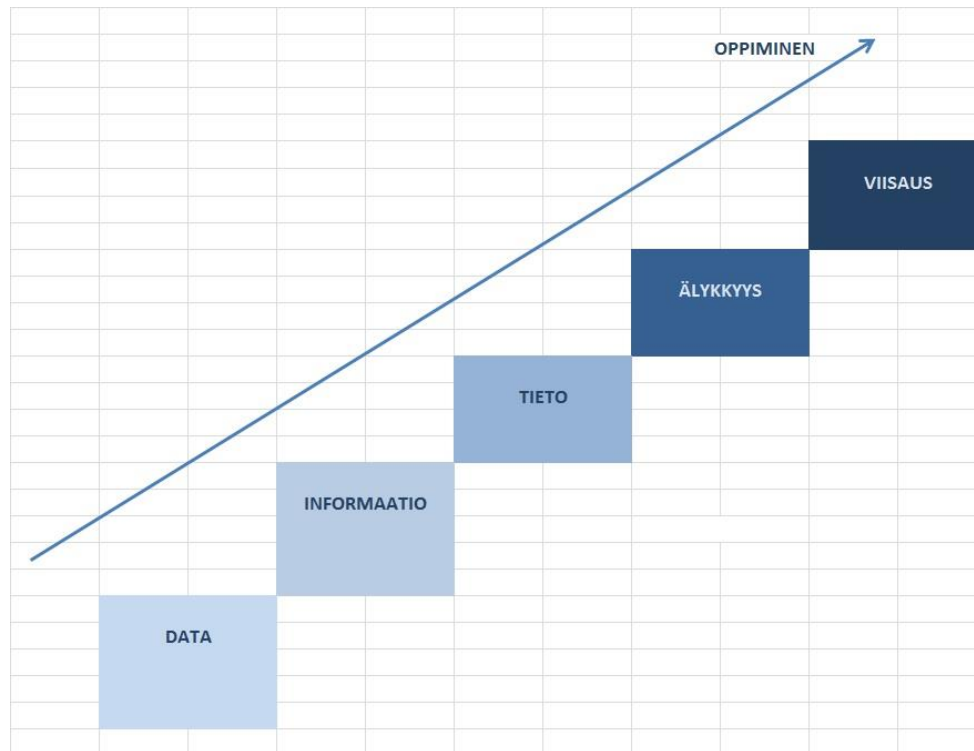 OPPIMINEN
VIISAUS
ÄLYKKYYS
TIETO
INFORMAATIO
DATA